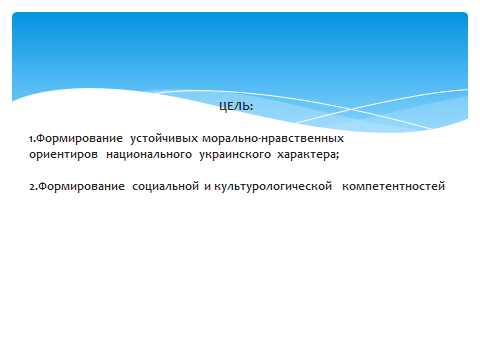 ЦЕЛЬ:
1.Формирование устойчивых морально-нравственных
ориентиров национального украинского характера;
2.Формирование социальной и культурологической компетентностей